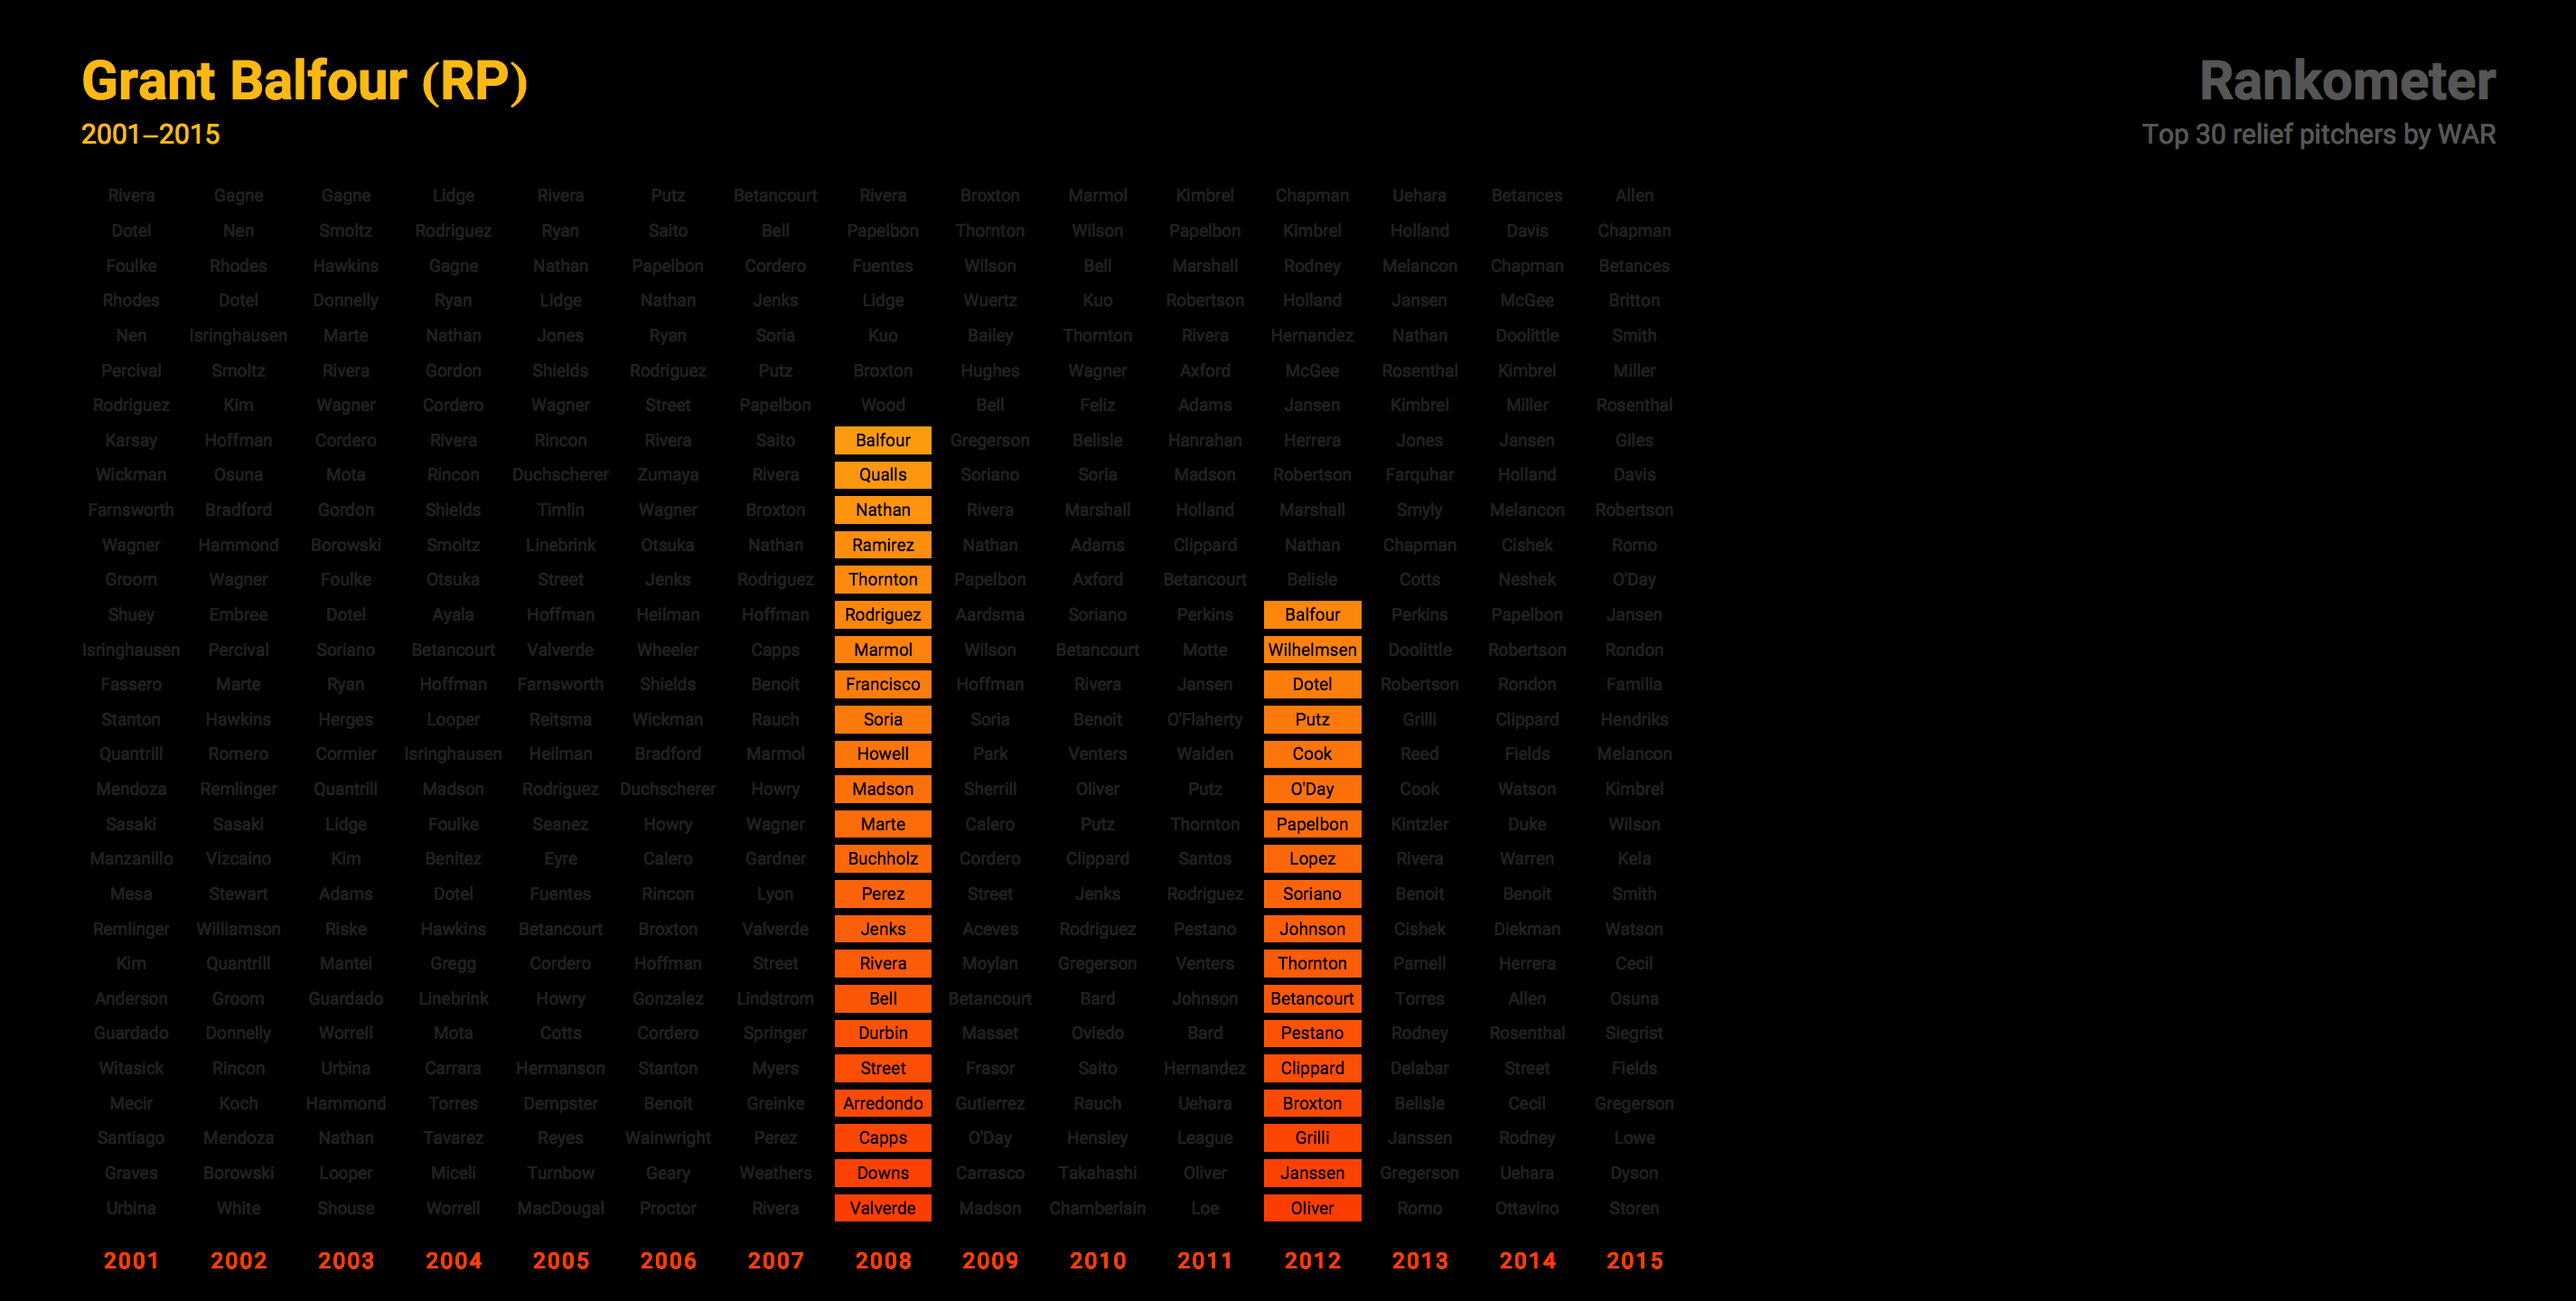 Grant Balfour (RP)
2001–2015
Rankometer
Top 30 relief pitchers by WAR
Rivera Gagne Gagne Lidge Rivera Putz Betancourt Rivera Broxton Marmol Kimbrel Chapman Uehara Betances Allen
Dotel Nen Smoltz Rodriguez Ryan Saito Bell Papelbon Thornton Wilson Papelbon Kimbrel Holland Davis Chapman
Foulke Rhodes Hawkins Gagne Nathan Papelbon Cordero Fuentes Wilson Bell Marshall Rodney Melancon Chapman Betances
Rhodes Dotel Donnelly Ryan Lidge Nathan Jenks Lidge Wuertz Kuo Robertson Holland Jansen McGee Britton
Nen Isringhausen Marte Nathan Jones Ryan Soria Kuo Bailey Thornton Rivera Hernandez Nathan Doolittle Smith
Percival Smoltz Rivera Gordon Shields Rodriguez Putz Broxton Hughes Wagner Axford McGee Rosenthal Kimbrel Miller
Rodriguez Kim Wagner Cordero Wagner Street Papelbon Wood Bell Feliz Adams Jansen Kimbrel Miller Rosenthal
Karsay Hoffman Cordero Rivera Rincon Rivera Saito Balfour Gregerson Belisle Hanrahan Herrera Jones Jansen Giles
Wickman Osuna Mota Rincon Duchscherer Zumaya Rivera Qualls Soriano Soria Madson Robertson Farquhar Holland Davis
Farnsworth Bradford Gordon Shields Timlin Wagner Broxton Nathan Rivera Marshall Holland Marshall Smyly Melancon Robertson
Wagner Hammond Borowski Smoltz Linebrink Otsuka Nathan Ramirez Nathan Adams Clippard Nathan Chapman Cishek Romo
Groom Wagner Foulke Otsuka Street Jenks Rodriguez Thornton Papelbon Axford Betancourt Belisle Cotts Neshek O'Day
Shuey Embree Dotel Ayala Hoffman Heilman Hoffman Rodriguez Aardsma Soriano Perkins Balfour Perkins Papelbon Jansen
Isringhausen Percival Soriano Betancourt Valverde Wheeler Capps Marmol Wilson Betancourt Motte Wilhelmsen Doolittle Robertson Rondon
Fassero Marte Ryan Hoffman Farnsworth Shields Benoit Francisco Hoffman Rivera Jansen Dotel Robertson Rondon Familia
Stanton Hawkins Herges Looper Reitsma Wickman Rauch Soria Soria Benoit O'Flaherty Putz Grilli Clippard Hendriks
Quantrill Romero Cormier Isringhausen Heilman Bradford Marmol Howell Park Venters Walden Cook Reed Fields Melancon
Mendoza Remlinger Quantrill Madson Rodriguez Duchscherer Howry Madson Sherrill Oliver Putz O'Day Cook Watson Kimbrel
Sasaki Sasaki Lidge Foulke Seanez Howry Wagner Marte Calero Putz Thornton Papelbon Kintzler Duke Wilson
Manzanillo Vizcaino Kim Benitez Eyre Calero Gardner Buchholz Cordero Clippard Santos Lopez Rivera Warren Kela
Mesa Stewart Adams Dotel Fuentes Rincon Lyon Perez Street Jenks Rodriguez Soriano Benoit Benoit Smith
Remlinger Williamson Riske Hawkins Betancourt Broxton Valverde Jenks Aceves Rodriguez Pestano Johnson Cishek Diekman Watson
Kim Quantrill Mantei Gregg Cordero Hoffman Street Rivera Moylan Gregerson Venters Thornton Parnell Herrera Cecil
Anderson Groom Guardado Linebrink Howry Gonzalez Lindstrom Bell Betancourt Bard Johnson Betancourt Torres Allen Osuna
Guardado Donnelly Worrell Mota Cotts Cordero Springer Durbin Masset Oviedo Bard Pestano Rodney Rosenthal Siegrist
Witasick Rincon Urbina Carrara Hermanson Stanton Myers Street Frasor Saito Hernandez Clippard Delabar Street Fields
Mecir Koch Hammond Torres Dempster Benoit Greinke Arredondo Gutierrez Rauch Uehara Broxton Belisle Cecil Gregerson
Santiago Mendoza Nathan Tavarez Reyes Wainwright Perez Capps O'Day Hensley League Grilli Janssen Rodney Lowe
Graves Borowski Looper Miceli Turnbow Geary Weathers Downs Carrasco Takahashi Oliver Janssen Gregerson Uehara Dyson
Urbina White Shouse Worrell MacDougal Proctor Rivera Valverde Madson Chamberlain Loe Oliver Romo Ottavino Storen
2001 2002 2003 2004 2005 2006 2007 2008 2009 2010 2011 2012 2013 2014 2015